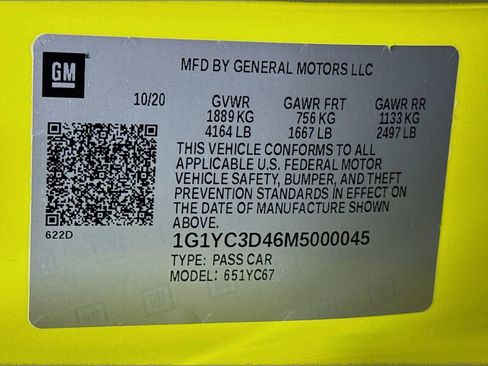 GM
MFD BY GENERAL MOTORS LLC
10/20 GVWR GAWR FRT GAWR RR
1889 KG 756 KG 1133 KG
4164 LB 1667 LB 2497 LB
THIS VEHICLE CONFORMS TO ALL
APPLICABLE U.S. FEDERAL MOTOR
VEHICLE SAFETY, BUMPER, AND THEFT
PREVENTION STANDARDS IN EFFECT ON
THE DATE OF MANUFACTURE SHOWN
ABOVE.
622D
1G1YC3D46M5000045
TYPE: PASS CAR
MODEL: 651YC67